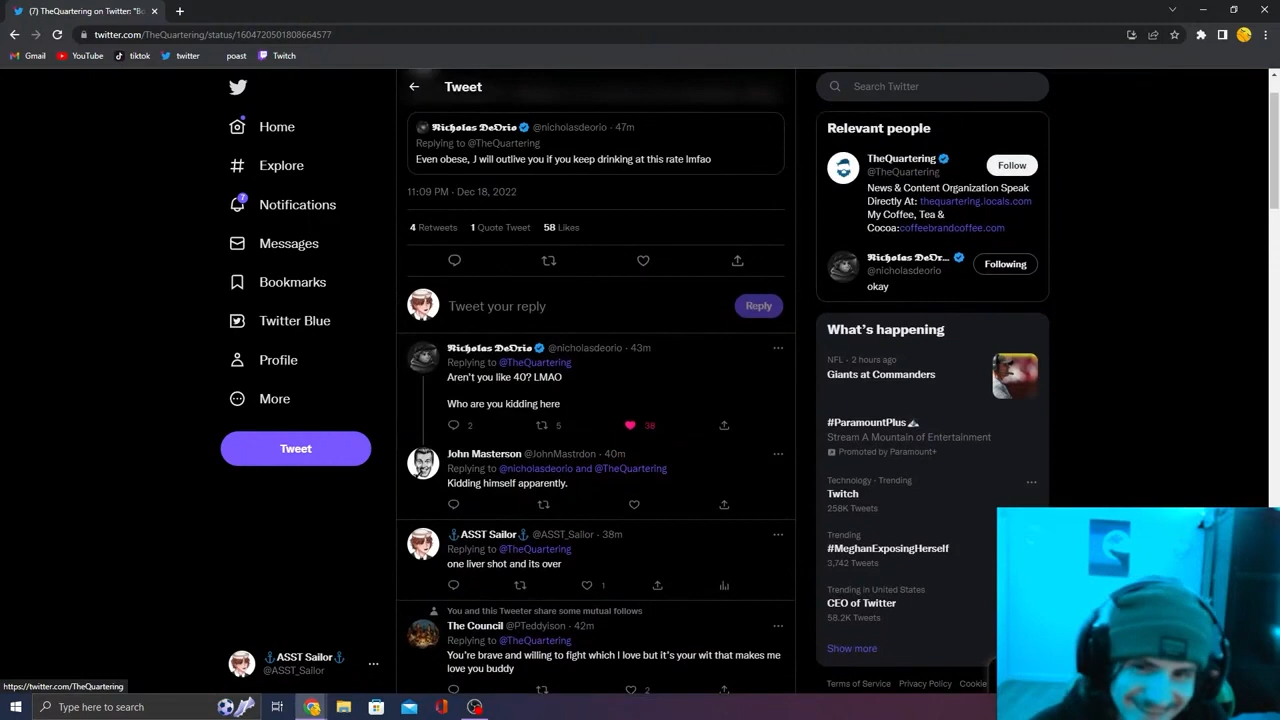 (7) TheQuartering on Twitter: "Bo
twitter.com/TheQuartering/status/1604720501808664577
Gmail
YouTube
tiktok
twitter
poast
Twitch
Tweet
Nicholas DeOrio @nicholasdeorio · 47m
Replying to @TheQuartering
Even obese, I will outlive you if you keep drinking at this rate lmfao
11:09 PM · Dec 18, 2022
4 Retweets 1 Quote Tweet 58 Likes
Tweet your reply
Reply
Nicholas DeOrio @nicholasdeorio · 43m
Replying to @TheQuartering
Aren't you like 40? LMAO
Who are you kidding here
2 5 38
John Masterson @JohnMastrdon · 40m
Replying to @nicholasdeorio and @TheQuartering
Kidding himself apparently.
⚓ASST Sailor⚓ @ASST_Sailor · 38m
Replying to @TheQuartering
one liver shot and its over
1
You and this Tweeter share some mutual follows
The Council @PTeddyison · 42m
Replying to @TheQuartering
You're brave and willing to fight which I love but it's your wit that makes me
love you buddy
2
Home
Explore
7
Notifications
Messages
Bookmarks
Twitter Blue
Profile
More
Tweet
⚓ASST Sailor⚓
@ASST_Sailor
https://twitter.com/TheQuartering
Search Twitter
Relevant people
TheQuartering
@TheQuartering
Follow
News & Content Organization Speak
Directly At: thequartering.locals.com
My Coffee, Tea &
Cocoa:coffeebrandcoffee.com
Nicholas DeOr...
@nicholasdeorio
Following
okay
What's happening
NFL · 2 hours ago
Giants at Commanders
#ParamountPlus
Stream A Mountain of Entertainment
Promoted by Paramount+
Technology · Trending
Twitch
258K Tweets
Trending
#MeghanExposingHerself
3,742 Tweets
Trending in United States
CEO of Twitter
58.2K Tweets
Show more
Terms of Service Privacy Policy Cookie
Type here to search